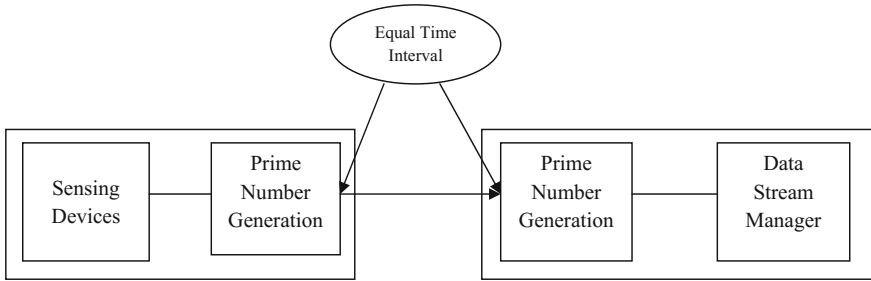 Equal Time
Interval
Sensing
Devices
Prime
Number
Generation
Prime
Number
Generation
Data
Stream
Manager